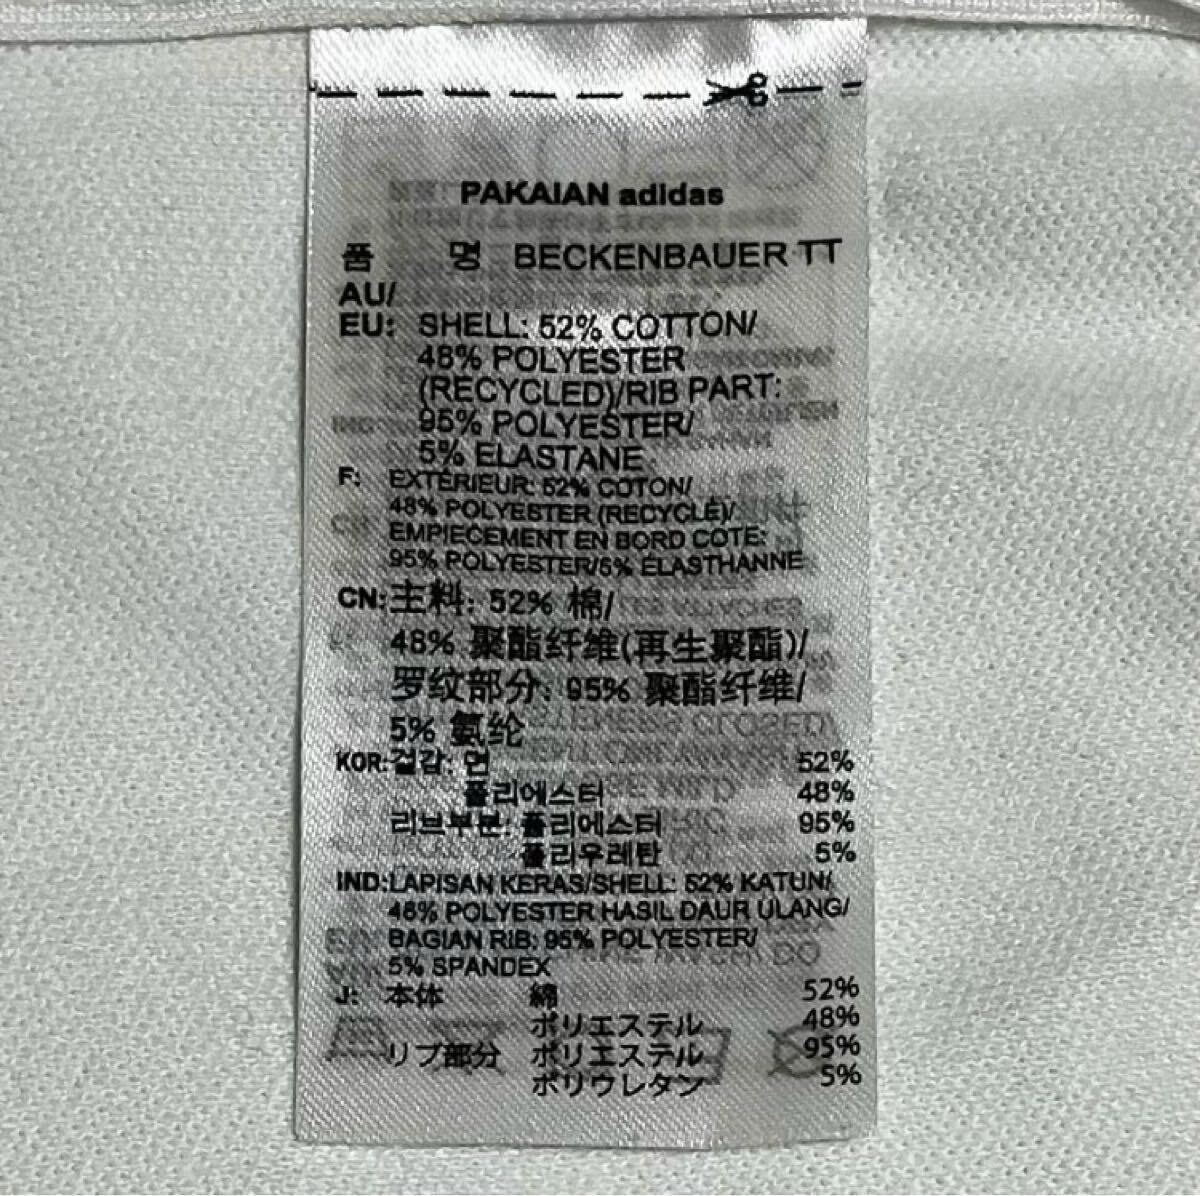 PAKAIAN adidas
품 명 BECKENBAUER TT
AU/
EU: SHELL: 52% COTTON/
48% POLYESTER
(RECYCLED)/RIB PART:
95% POLYESTER/
5% ELASTANE
F: EXTÉRIEUR: 52% COTON/
48% POLYESTER (RECYCLÉ)/
EMPIECEMENT EN BORD COTE:
95% POLYESTER/5% ÉLASTHANNE
CN: 主料: 52% 棉/
48% 聚酯纤维(再生聚酯)/
罗纹部分: 95% 聚酯纤维/
5% 氨纶
KOR: 겉감: 면 52%
폴리에스터 48%
리브부분: 폴리에스터 95%
폴리우레탄 5%
IND: LAPISAN KERAS/SHELL: 52% KATUN/
48% POLYESTER HASIL DAUR ULANG/
BAGIAN RIB: 95% POLYESTER/
5% SPANDEX
J: 本体 綿 52%
ポリエステル 48%
リブ部分 ポリエステル 95%
ポリウレタン 5%